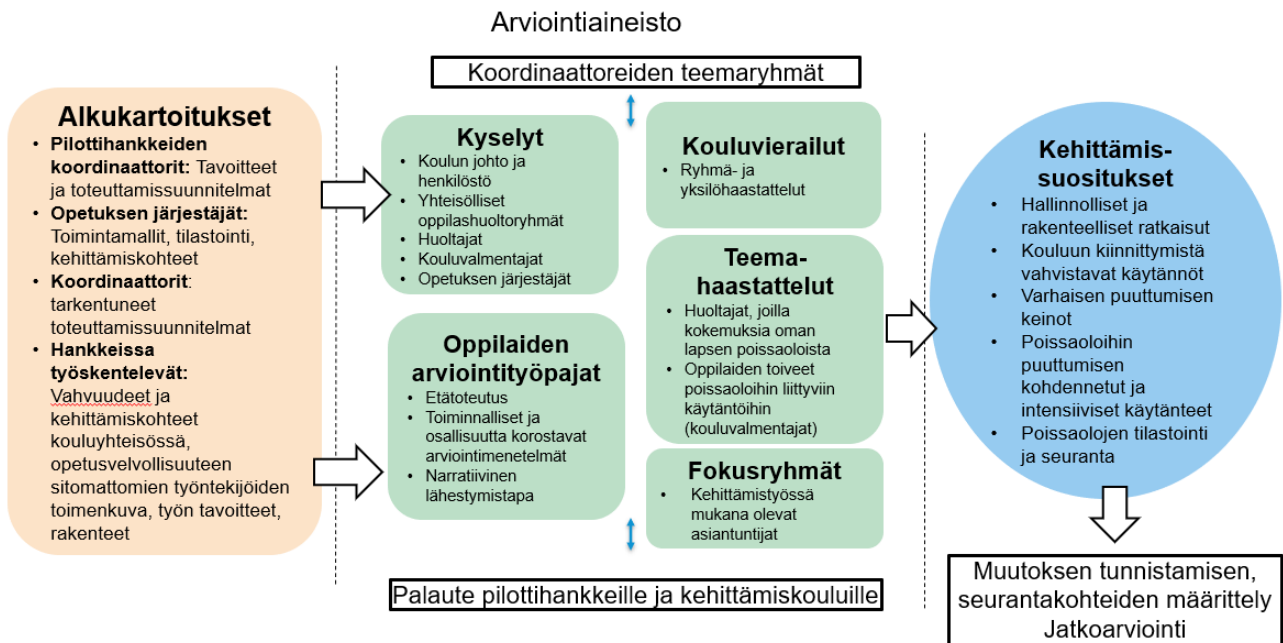 Arviointiaineisto
Koordinaattoreiden teemaryhmät
Alkukartoitukset
• Pilottihankkeiden
koordinaattorit: Tavoitteet
ja toteuttamissuunnitelmat
• Opetuksen järjestäjät:
Toimintamallit, tilastointi,
kehittämiskohteet
• Koordinaattorit:
tarkentuneet
toteuttamissuunnitelmat
• Hankkeissa
työskentelevät:
Vahvuudeet ja
kehittämiskohteet
kouluyhteisössä,
opetusvelvollisuuteen
sitomattomien työntekijöiden
toimenkuva, työn tavoitteet,
rakenteet
Kyselyt
• Koulun johto ja
henkilöstö
• Yhteisölliset
oppilashuoltoryhmät
• Huoltajat
• Kouluvalmentajat
• Opetuksen järjestäjät
Oppilaiden
arviointityöpajat
• Etätoteutus
• Toiminnalliset ja
osallisuutta korostavat
arviointimenetelmät
• Narratiivinen
lähestymistapa
Kouluvierailut
• Ryhmä- ja
yksilöhaastattelut
Teema-
haastattelut
• Huoltajat, joilla
kokemuksia oman
lapsen poissaoloista
• Oppilaiden toiveet
poissaoloihin liittyviin
käytäntöihin
(kouluvalmentajat)
Fokusryhmät
• Kehittämistyössä
mukana olevat
asiantuntijat
Palaute pilottihankkeille ja kehittämiskouluille
Kehittämis-
suositukset
• Hallinnolliset ja
rakenteelliset ratkaisut
• Kouluun kiinnittymistä
vahvistavat käytännöt
• Varhaisen puuttumisen
keinot
• Poissaoloihin
puuttumisen
kohdennetut ja
intensiiviset käytänteet
• Poissaolojen tilastointi
ja seuranta
Muutoksen tunnistamisen,
seurantakohteiden määrittely
Jatkoarviointi